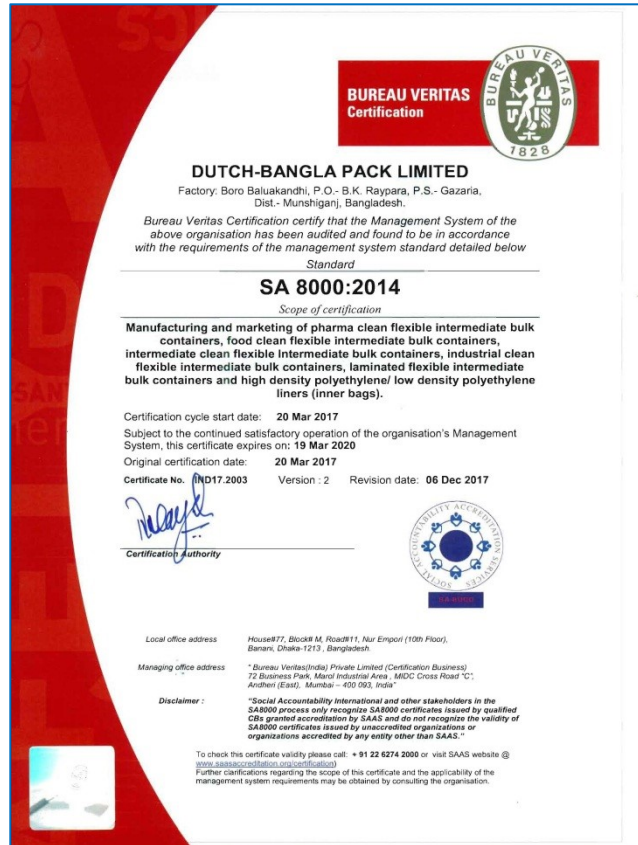 BUREAU VERITAS
Certification
BUREAU VERITAS
1828
DUTCH-BANGLA PACK LIMITED
Factory: Boro Baluakandhi, P.O.- B.K. Raypara, P.S.- Gazaria,
Dist.- Munshiganj, Bangladesh.
Bureau Veritas Certification certify that the Management System of the
above organisation has been audited and found to be in accordance
with the requirements of the management system standard detailed below
Standard
SA 8000:2014
Scope of certification
Manufacturing and marketing of pharma clean flexible intermediate bulk
containers, food clean flexible intermediate bulk containers,
intermediate clean flexible Intermediate bulk containers, industrial clean
flexible intermediate bulk containers, laminated flexible intermediate
bulk containers and high density polyethylene/ low density polyethylene
liners (inner bags).
Certification cycle start date: 20 Mar 2017
Subject to the continued satisfactory operation of the organisation's Management
System, this certificate expires on: 19 Mar 2020
Original certification date: 20 Mar 2017
Certificate No. IND17.2003 Version : 2 Revision date: 06 Dec 2017
Certification Authority
SOCIAL ACCOUNTABILITY ACCREDITATION SERVICES
SA 8000
Local office address House#77, Block# M, Road#11, Nur Empori (10th Floor),
Banani, Dhaka-1213 , Bangladesh
Managing office address " Bureau Veritas(India) Private Limited (Certification Business)
72 Business Park, Marol Industrial Area , MIDC Cross Road "C",
Andheri (East), Mumbai – 400 093, India"
Disclaimer : "Social Accountability International and other stakeholders in the
SA8000 process only recognize SA8000 certificates issued by qualified
CBs granted accreditation by SAAS and do not recognize the validity of
SA8000 certificates issued by unaccredited organizations or
organizations accredited by any entity other than SAAS."
To check this certificate validity please call: + 91 22 6274 2000 or visit SAAS website @
www.saasaccreditation.org/certification)
Further clarifications regarding the scope of this certificate and the applicability of the
management system requirements may be obtained by consulting the organisation.